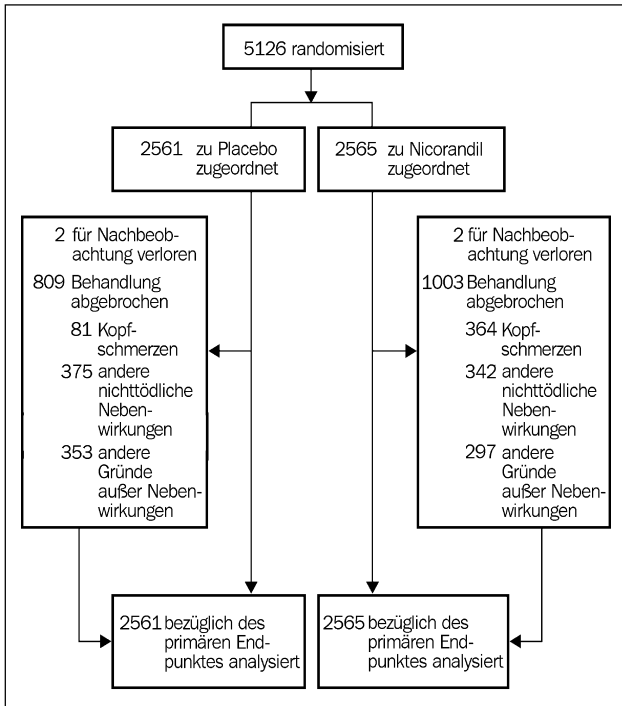 5126 randomisiert
2561 zu Placebo
zugeordnet
2565 zu Nicorandil
zugeordnet
2 für Nachbeob-
achtung verloren
809 Behandlung
abgebrochen
81 Kopf-
schmerzen
375 andere
nichttödliche
Neben-
wirkungen
353 andere
Gründe
außer Neben-
wirkungen
2 für Nachbeob-
achtung verloren
1003 Behandlung
abgebrochen
364 Kopf-
schmerzen
342 andere
nichttödliche
Neben-
wirkungen
297 andere
Gründe
außer Neben-
wirkungen
2561 bezüglich des
primären End-
punktes analysiert
2565 bezüglich des
primären End-
punktes analysiert